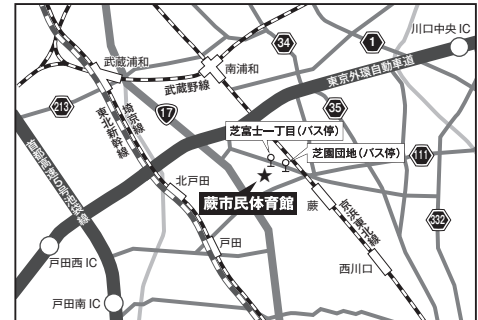 川口中央 IC
34
1
武蔵浦和
南浦和
東京外環自動車道
武蔵野線
213
17
35
埼京線
東北新幹線
芝富士一丁目（バス停）
芝園団地（バス停）
111
首都高速5号池袋線
北戸田
蕨市民体育館
蕨
京浜東北線
332
戸田
戸田西 IC
西川口
戸田南 IC